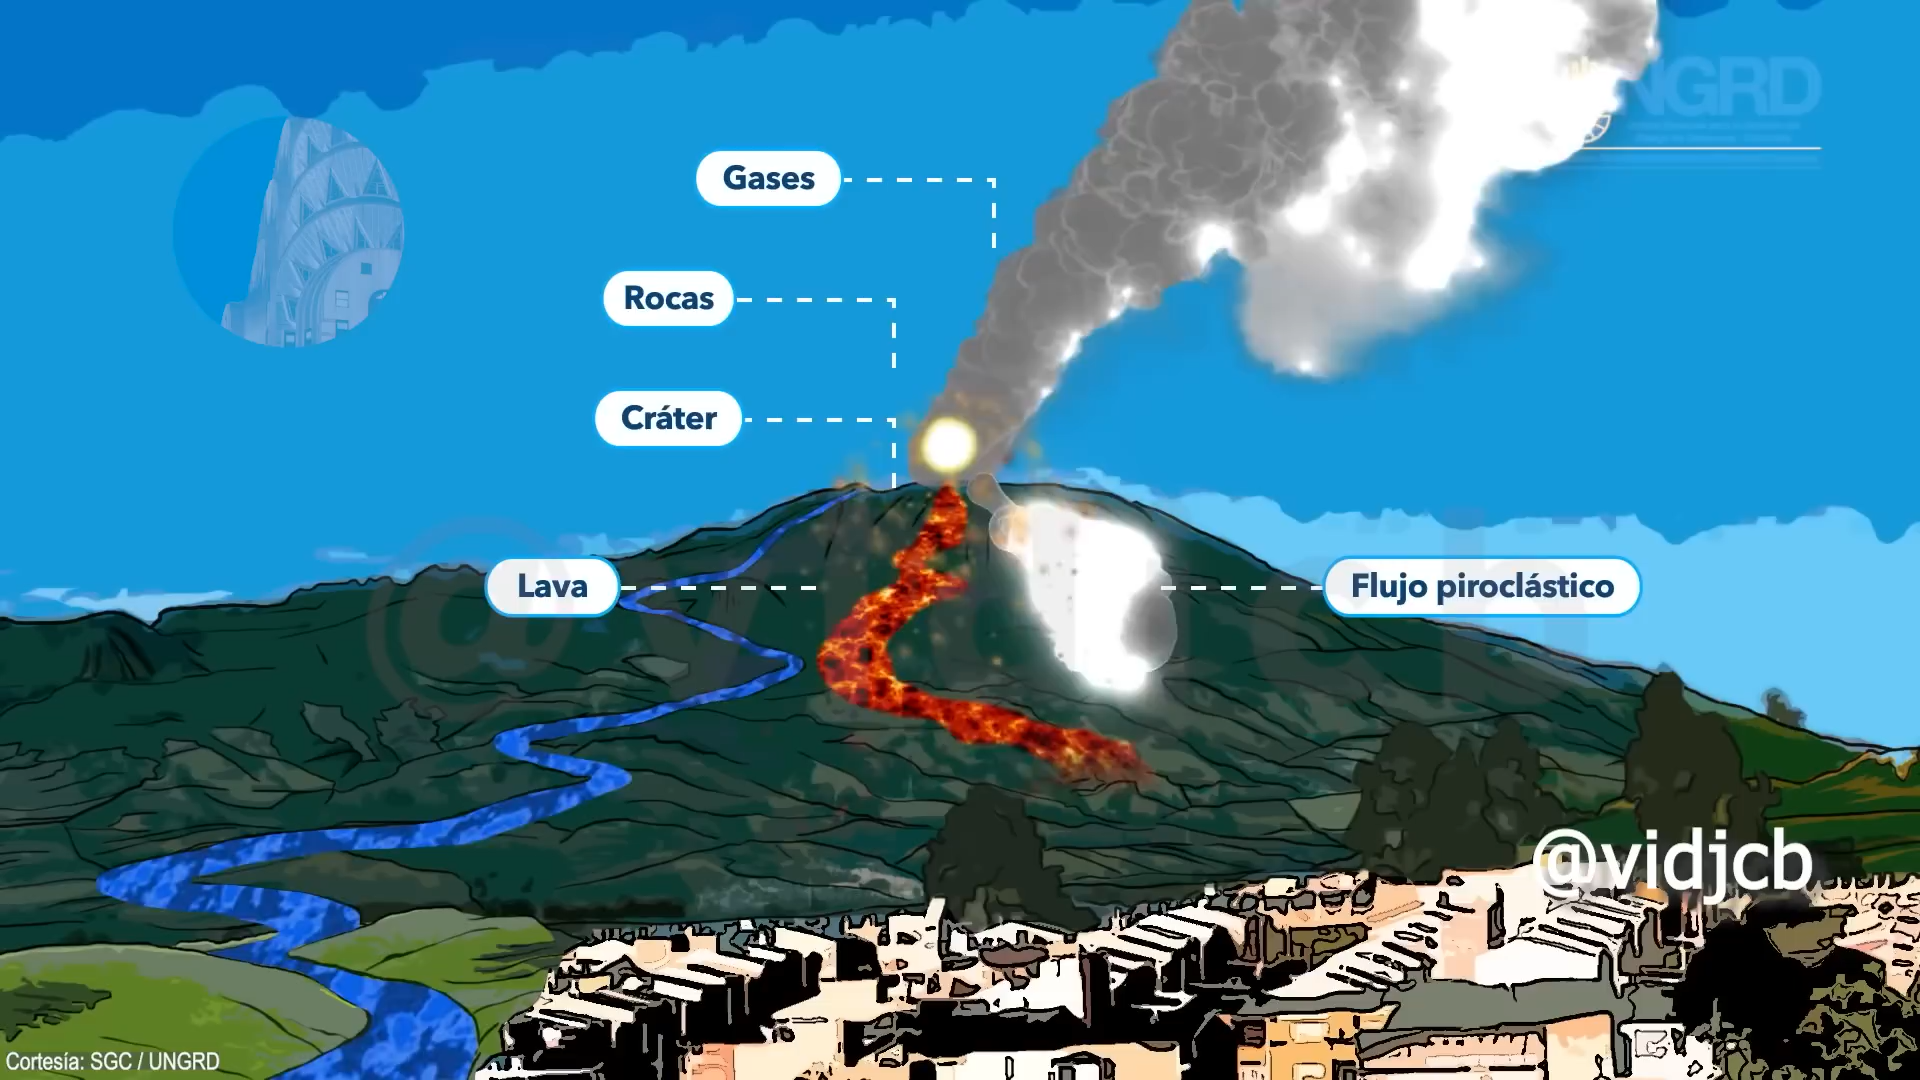 NGRD
Gases
Rocas
Cráter
Lava
Flujo piroclástico
@vidjcb
Cortesía: SGC / UNGRD